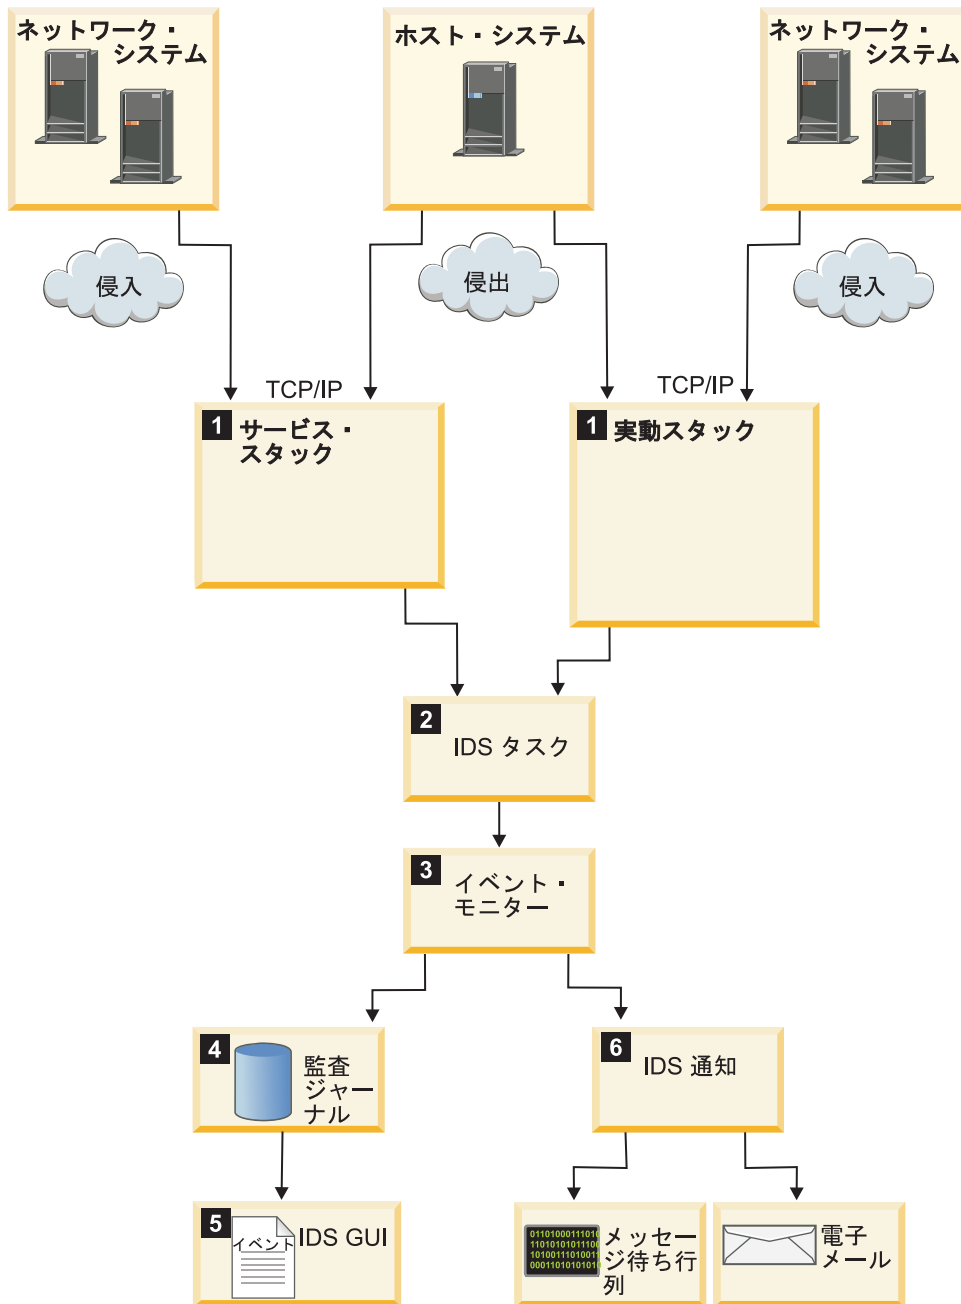 ネットワーク・
システム
ホスト・システム
ネットワーク・
システム
侵入
侵出
侵入
TCP/IP
TCP/IP
1 サービス・
スタック
1 実動スタック
2
IDS タスク
3 イベント・
モニター
4 監査
ジャー
ナル
6
IDS 通知
5 イベント IDS GUI
01101000111010
11010101011100
10100111010011
00011010101010
メッセー
ジ待ち行
列
電子
メール